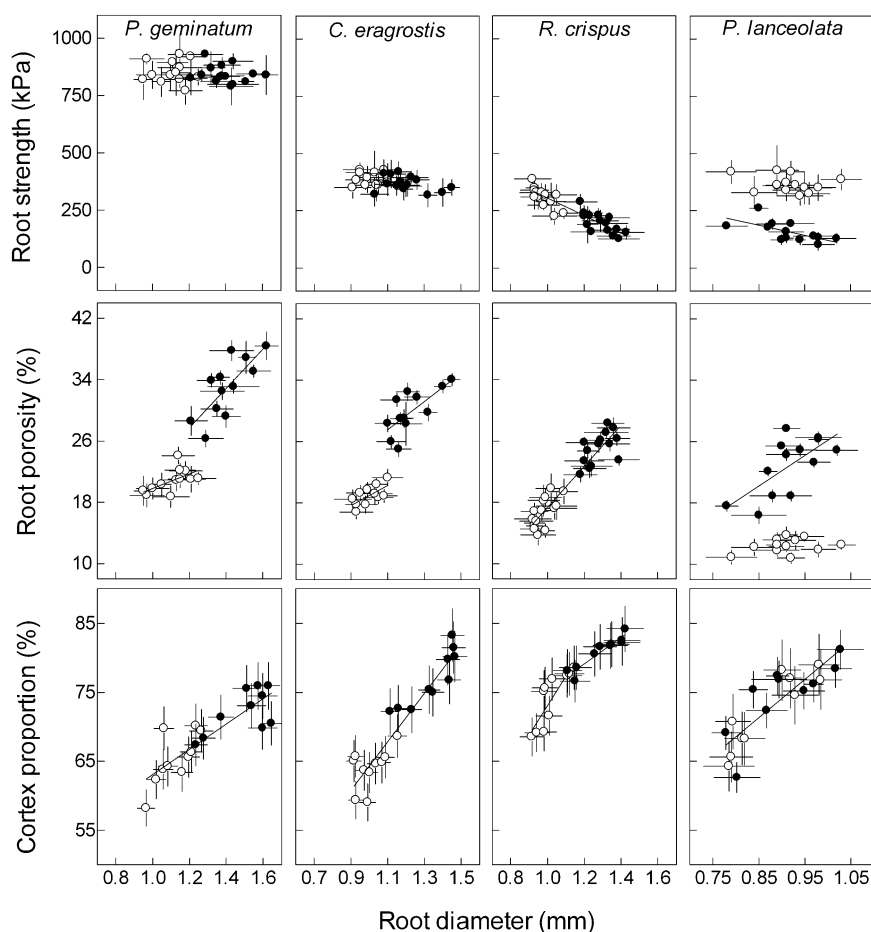 P. geminatum C. eragrostis R. crispus P. lanceolata
Root strength (kPa)
1000
750
500
250
0
Root porosity (%)
42
34
26
18
10
Cortex proportion (%)
85
75
65
55
0.8 1.0 1.2 1.4 1.6 0.7 0.9 1.1 1.3 1.5 0.8 1.0 1.2 1.4 1.6 0.75 0.85 0.95 1.05
Root diameter (mm)